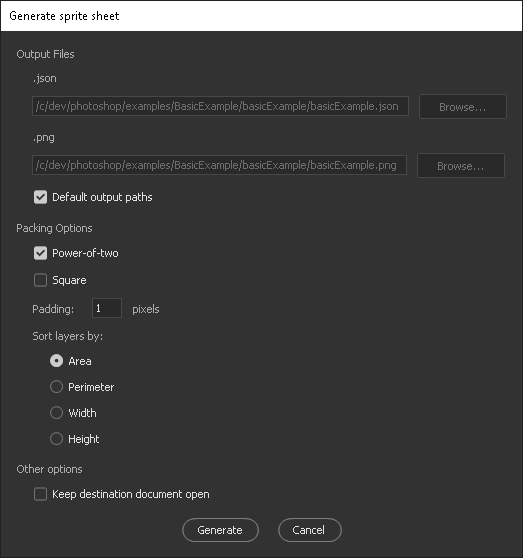 Generate sprite sheet
Output Files
.json
/c/dev/photoshop/examples/BasicExample/basicExample/basicExample.json Browse...
.png
/c/dev/photoshop/examples/BasicExample/basicExample/basicExample.png Browse...
Default output paths
Packing Options
Power-of-two
Square
Padding: 1 pixels
Sort layers by:
Area
Perimeter
Width
Height
Other options
Keep destination document open
Generate Cancel